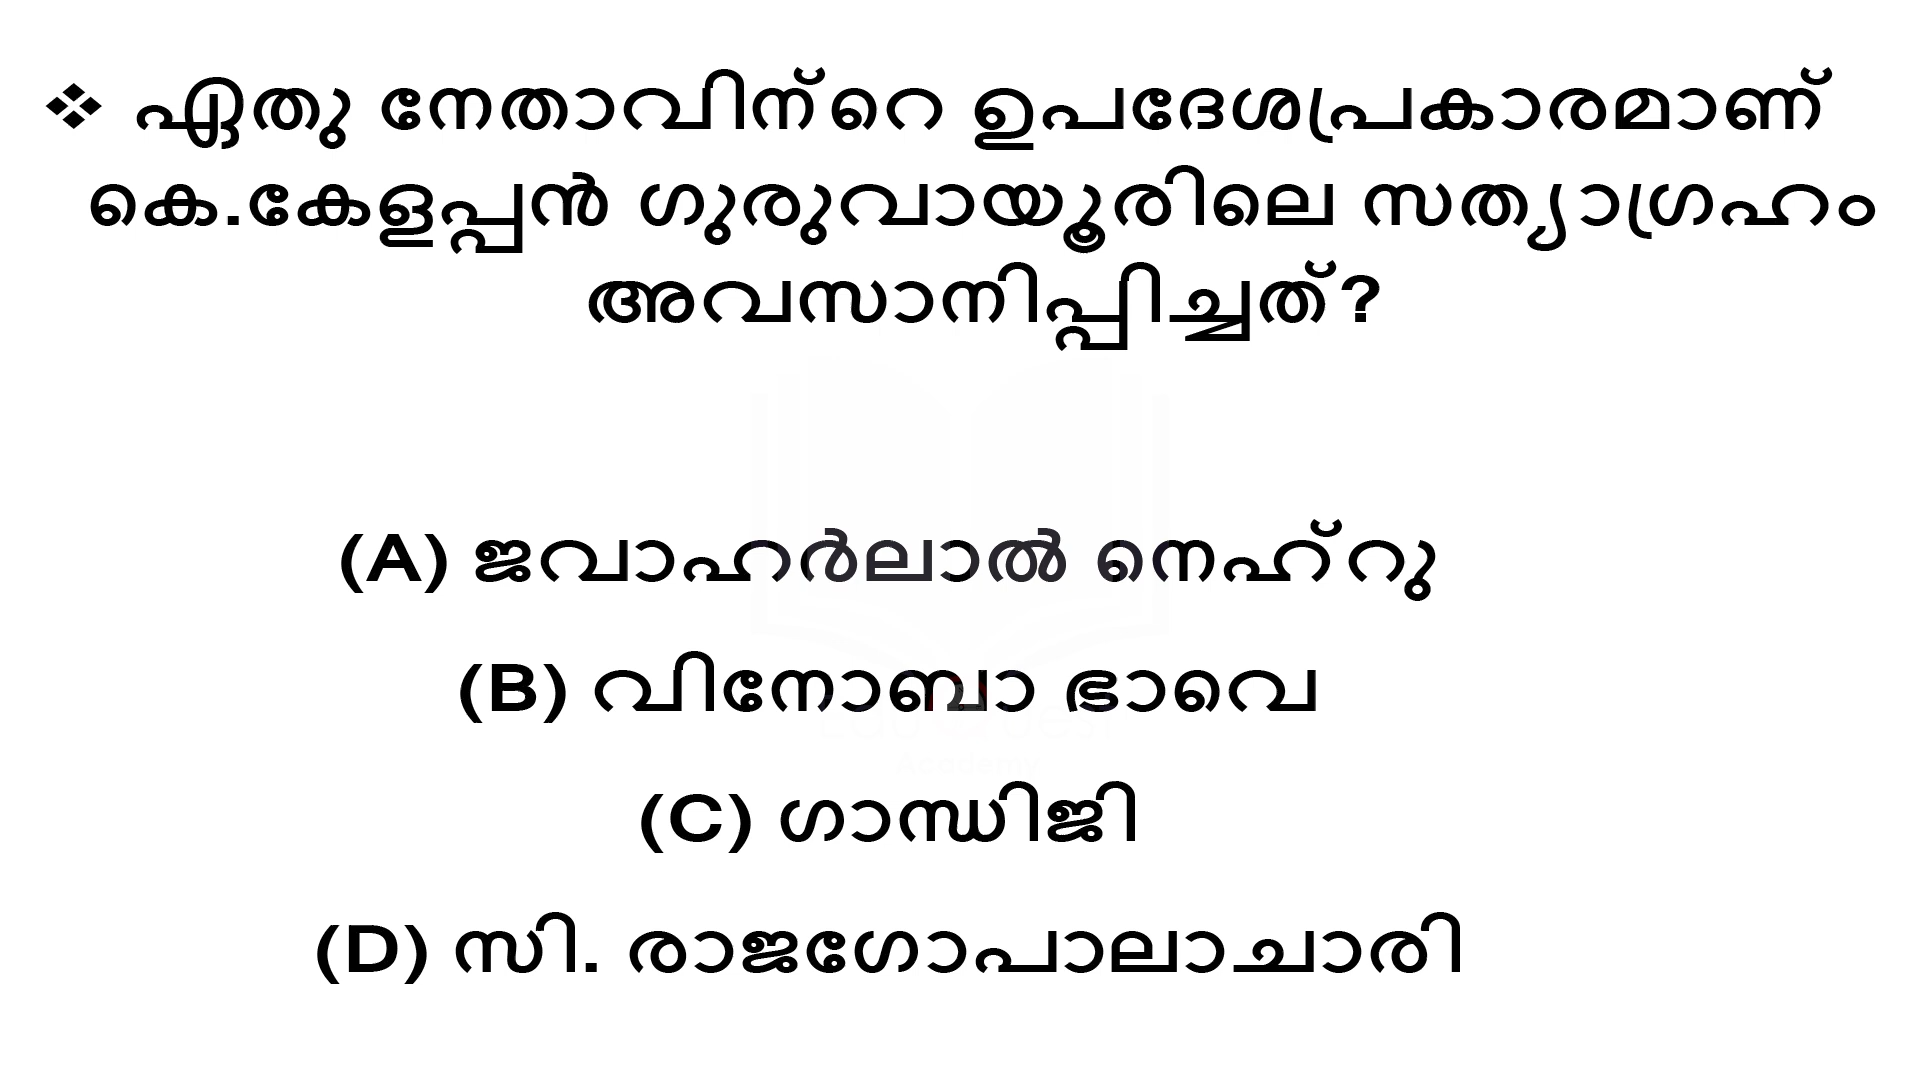 ❖ ഏതു നേതാവിന്‍റെ ഉപദേശപ്രകാരമാണ്
കെ.കേളപ്പൻ ഗുരുവായൂരിലെ സത്യാഗ്രഹം
അവസാനിപ്പിച്ചത്?
(A) ജവാഹർലാൽ നെഹ്റു
(B) വിനോബാ ഭാവെ
(C) ഗാന്ധിജി
(D) സി. രാജഗോപാലാചാരി